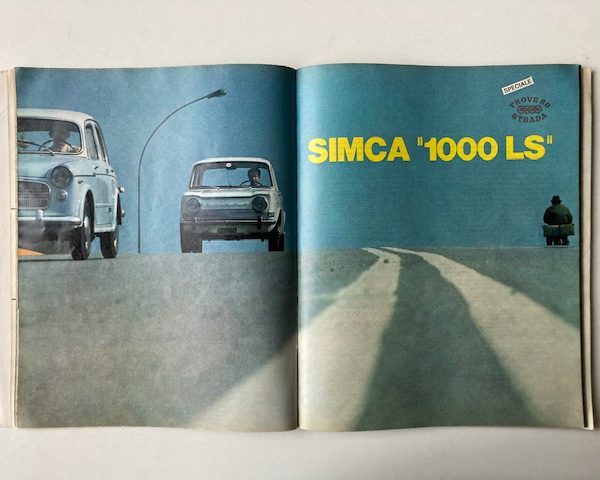 SPECIALE
PROVE SU
STRADA
SIMCA "1000 LS"